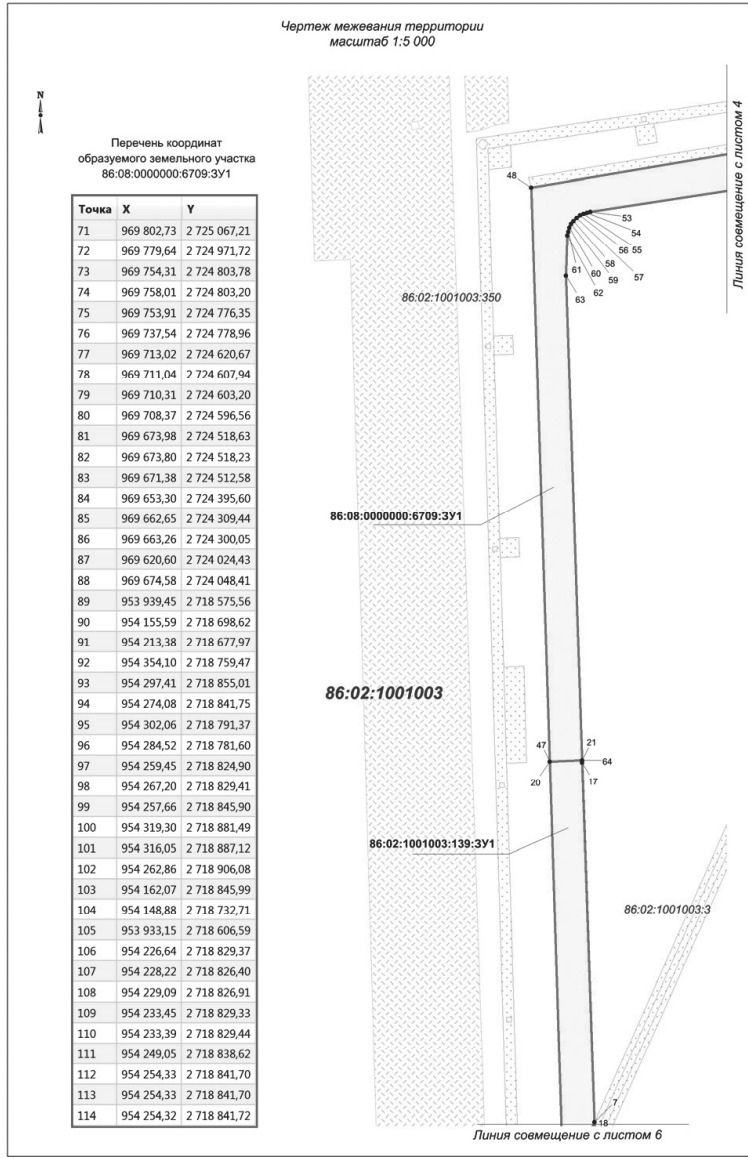 Чертеж межевания территории
масштаб 1:5 000
N
Перечень координат
образуемого земельного участка
86:08:0000000:6709:ЗУ1
Точка X Y
71 969 802,73 2 725 067,21
72 969 779,64 2 724 971,72
73 969 754,31 2 724 803,78
74 969 758,01 2 724 803,20
75 969 753,91 2 724 776,35
76 969 737,54 2 724 778,96
77 969 713,02 2 724 620,67
78 969 711,04 2 724 607,94
79 969 710,31 2 724 603,20
80 969 708,37 2 724 596,56
81 969 673,98 2 724 518,63
82 969 673,80 2 724 518,23
83 969 671,38 2 724 512,58
84 969 653,30 2 724 395,60
85 969 662,65 2 724 309,44
86 969 663,26 2 724 300,05
87 969 620,60 2 724 024,43
88 969 674,58 2 724 048,41
89 953 939,45 2 718 575,56
90 954 155,59 2 718 698,62
91 954 213,38 2 718 677,97
92 954 354,10 2 718 759,47
93 954 297,41 2 718 855,01
94 954 274,08 2 718 841,75
95 954 302,06 2 718 791,37
96 954 284,52 2 718 781,60
97 954 259,45 2 718 824,90
98 954 267,20 2 718 829,41
99 954 257,66 2 718 845,90
100 954 319,30 2 718 881,49
101 954 316,05 2 718 887,12
102 954 262,86 2 718 906,08
103 954 162,07 2 718 845,99
104 954 148,88 2 718 732,71
105 953 933,15 2 718 606,59
106 954 226,64 2 718 829,37
107 954 228,22 2 718 826,40
108 954 229,09 2 718 826,91
109 954 233,45 2 718 829,33
110 954 233,39 2 718 829,44
111 954 249,05 2 718 838,62
112 954 254,33 2 718 841,70
113 954 254,33 2 718 841,70
114 954 254,32 2 718 841,72
Линия совмещение с листом 4
48
53
54
55
56
57
58
59
60
61
62
63
86:02:1001003:350
86:08:0000000:6709:ЗУ1
86:02:1001003
47
21
64
20
17
86:02:1001003:139:ЗУ1
86:02:1001003:3
7
18
Линия совмещение с листом 6